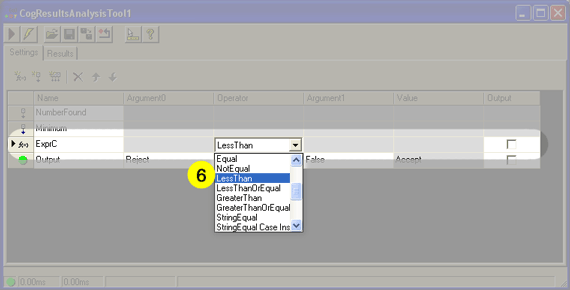 CogResultsAnalysisTool1
Settings Results
Name Argument0 Operator Argument1 Value Output
NumberFound
Minimum
ExprC LessThan
Output Reject False Accept
Equal
NotEqual
6 LessThan
LessThanOrEqual
GreaterThan
GreaterThanOrEqual
StringEqual
StringEqual Case Ins
0.00ms 0.00ms